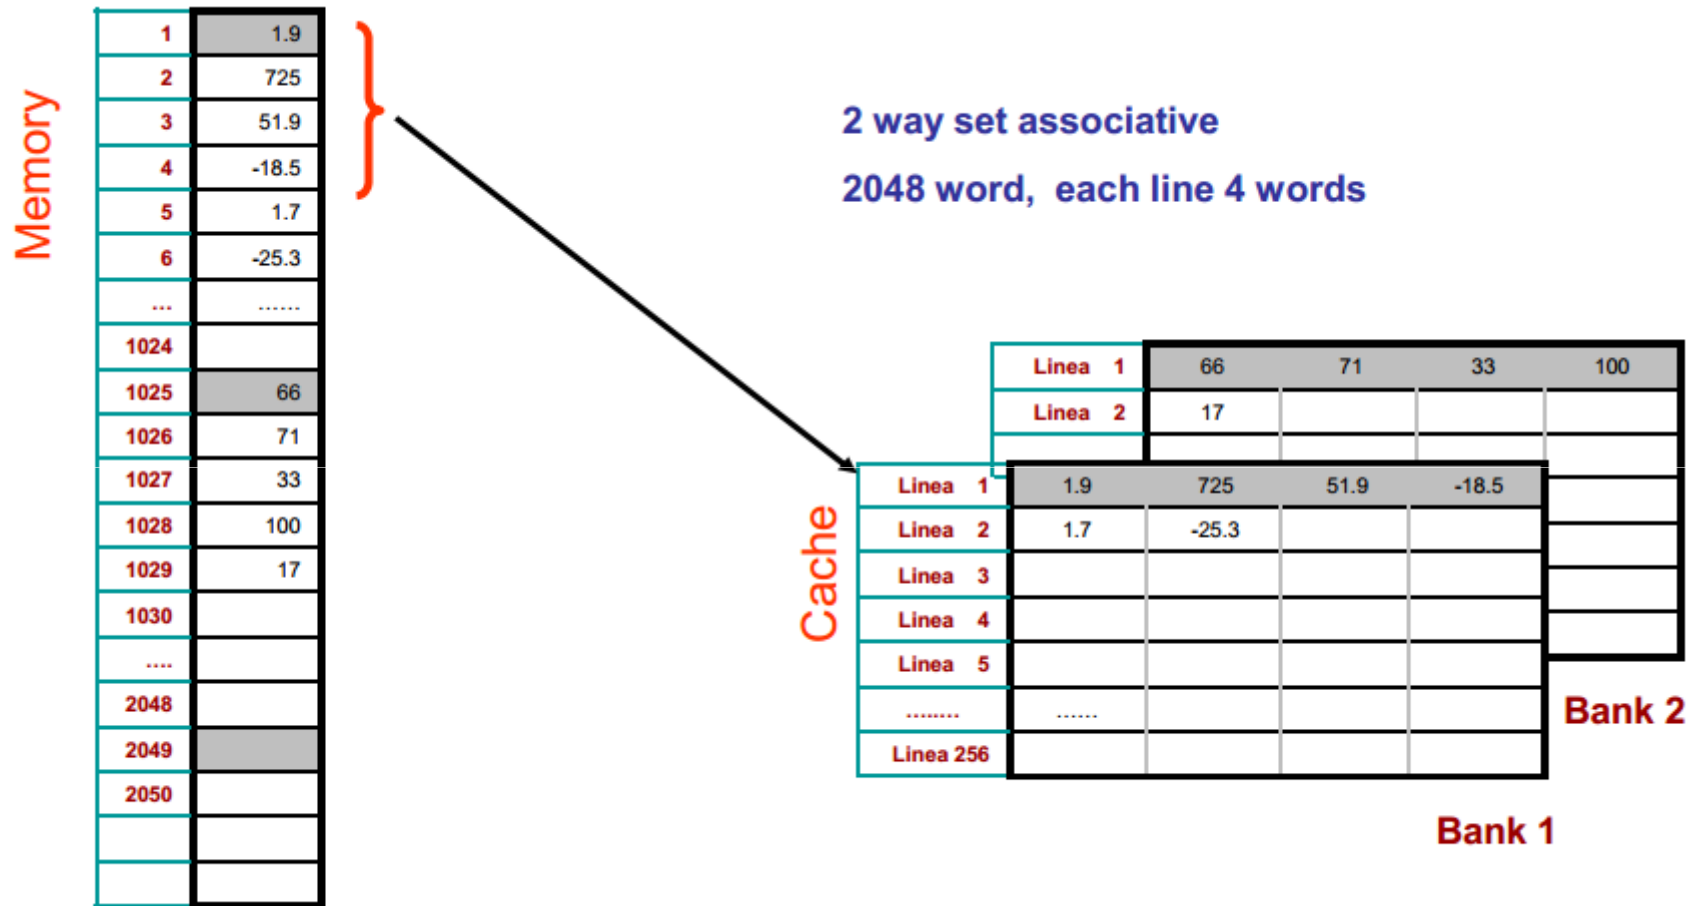 Memory
1 1.9
2 725
3 51.9
4 -18.5
5 1.7
6 -25.3
... ......
1024
1025 66
1026 71
1027 33
1028 100
1029 17
1030
....
2048
2049
2050
2 way set associative
2048 word, each line 4 words
Linea 1 66 71 33 100
Linea 2 17
Cache
Linea 1 1.9 725 51.9 -18.5
Linea 2 1.7 -25.3
Linea 3
Linea 4
Linea 5
........ ......
Linea 256
Bank 2
Bank 1